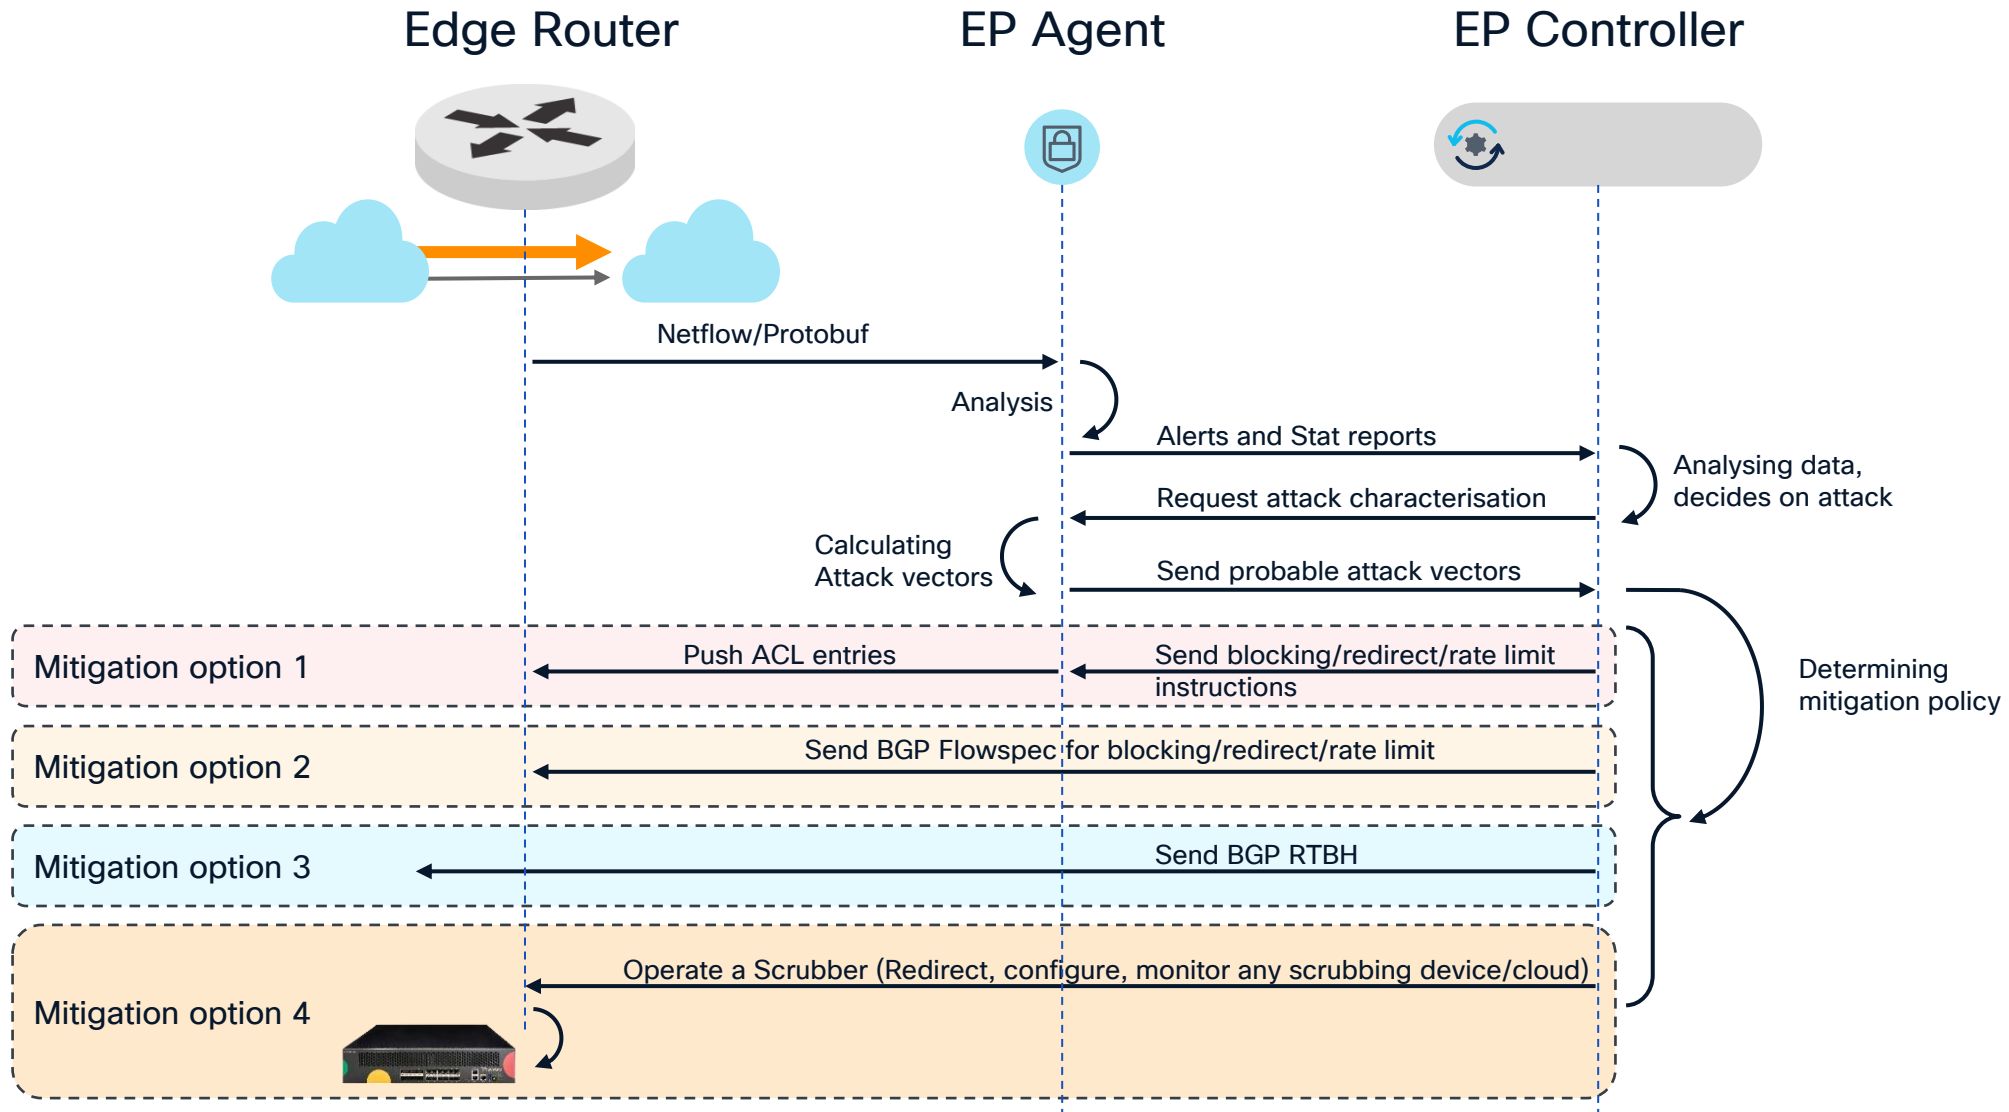 Edge Router
EP Agent
EP Controller
Netflow/Protobuf
Analysis
Alerts and Stat reports
Analysing data,
decides on attack
Request attack characterisation
Calculating
Attack vectors
Send probable attack vectors
Mitigation option 1
Push ACL entries
Send blocking/redirect/rate limit
instructions
Determining
mitigation policy
Mitigation option 2
Send BGP Flowspec for blocking/redirect/rate limit
Mitigation option 3
Send BGP RTBH
Operate a Scrubber (Redirect, configure, monitor any scrubbing device/cloud)
Mitigation option 4